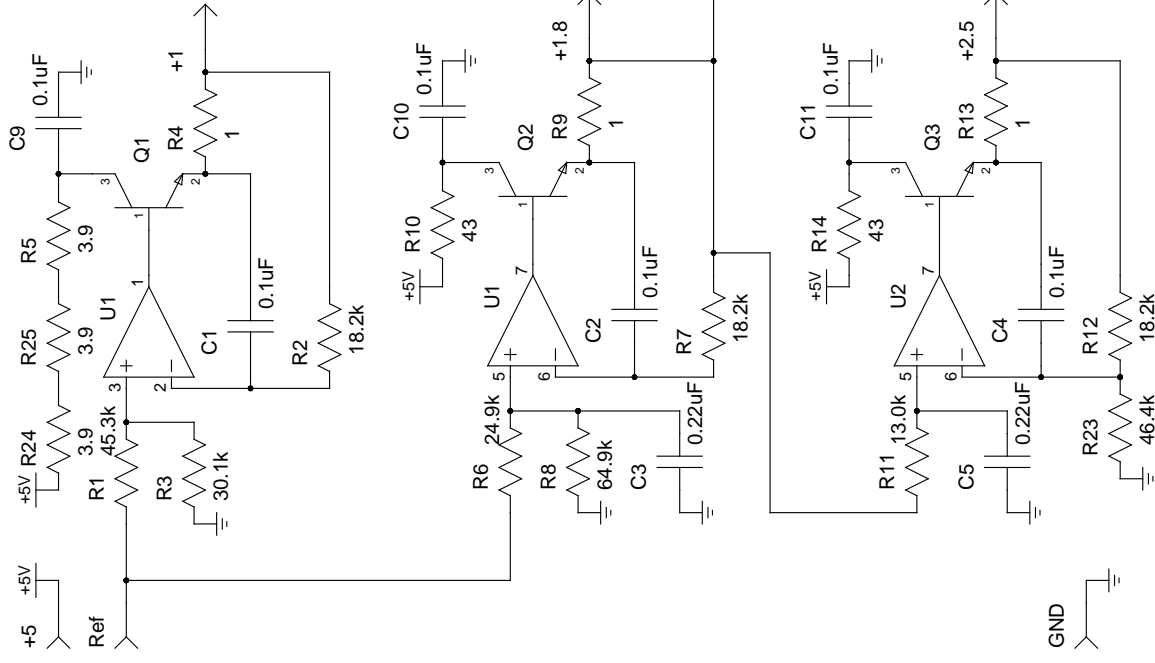 +5
+5V
Ref
GND
+5V
R24
3.9
R25
3.9
R5
3.9
C9
0.1uF
R1
45.3k
R3
30.1k
3
2
+
-
U1
1
1
3
2
Q1
R4
1
+1
C1
0.1uF
R2
18.2k
+5V
R10
43
C10
0.1uF
R6
24.9k
R8
64.9k
C3
0.22uF
5
6
+
-
U1
7
1
3
2
Q2
R9
1
+1.8
C2
0.1uF
R7
18.2k
+5V
R14
43
C11
0.1uF
R11
13.0k
C5
0.22uF
5
6
+
-
U2
7
1
3
2
Q3
R13
1
+2.5
C4
0.1uF
R12
18.2k
R23
46.4k